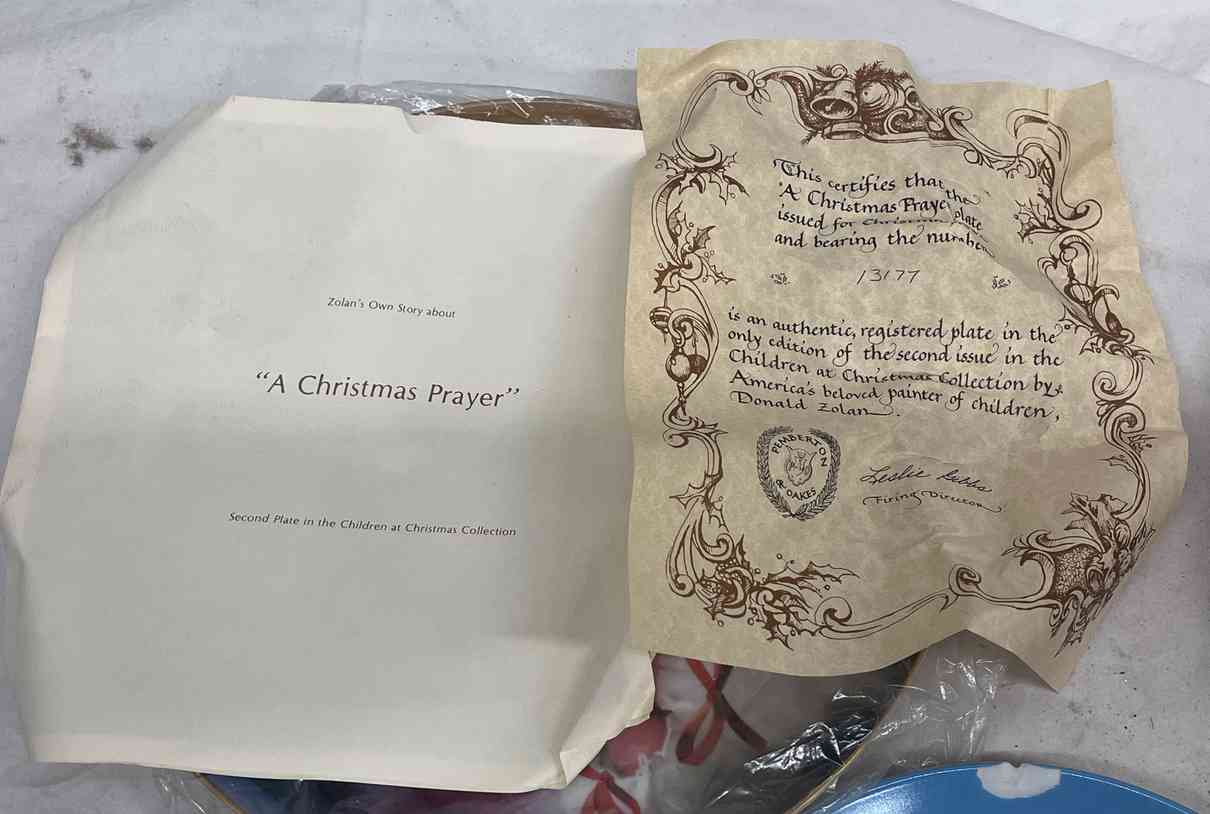 Zolan's Own Story about
"A Christmas Prayer"
Second Plate in the Children at Christmas Collection
This certifies that the
"A Christmas Prayer plate
issued for Christmas
and bearing the number
13177
is an authentic, registered plate in the
only edition of the second issue in the
Children at Christmas Collection by
America's beloved painter of children,
Donald Zolan.
PEMBERTON
& OAKES
Leslie Gibbs
Firing Director